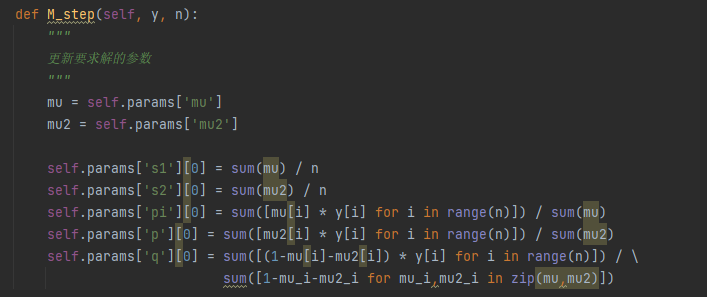 def M_step(self, y, n):
"""
更新要求解的参数
"""
mu = self.params['mu']
mu2 = self.params['mu2']
self.params['s1'][0] = sum(mu) / n
self.params['s2'][0] = sum(mu2) / n
self.params['pi'][0] = sum([mu[i] * y[i] for i in range(n)]) / sum(mu)
self.params['p'][0] = sum([mu2[i] * y[i] for i in range(n)]) / sum(mu2)
self.params['q'][0] = sum([(1-mu[i]-mu2[i]) * y[i] for i in range(n)]) / \
sum([1-mu_i-mu2_i for mu_i,mu2_i in zip(mu,mu2)])